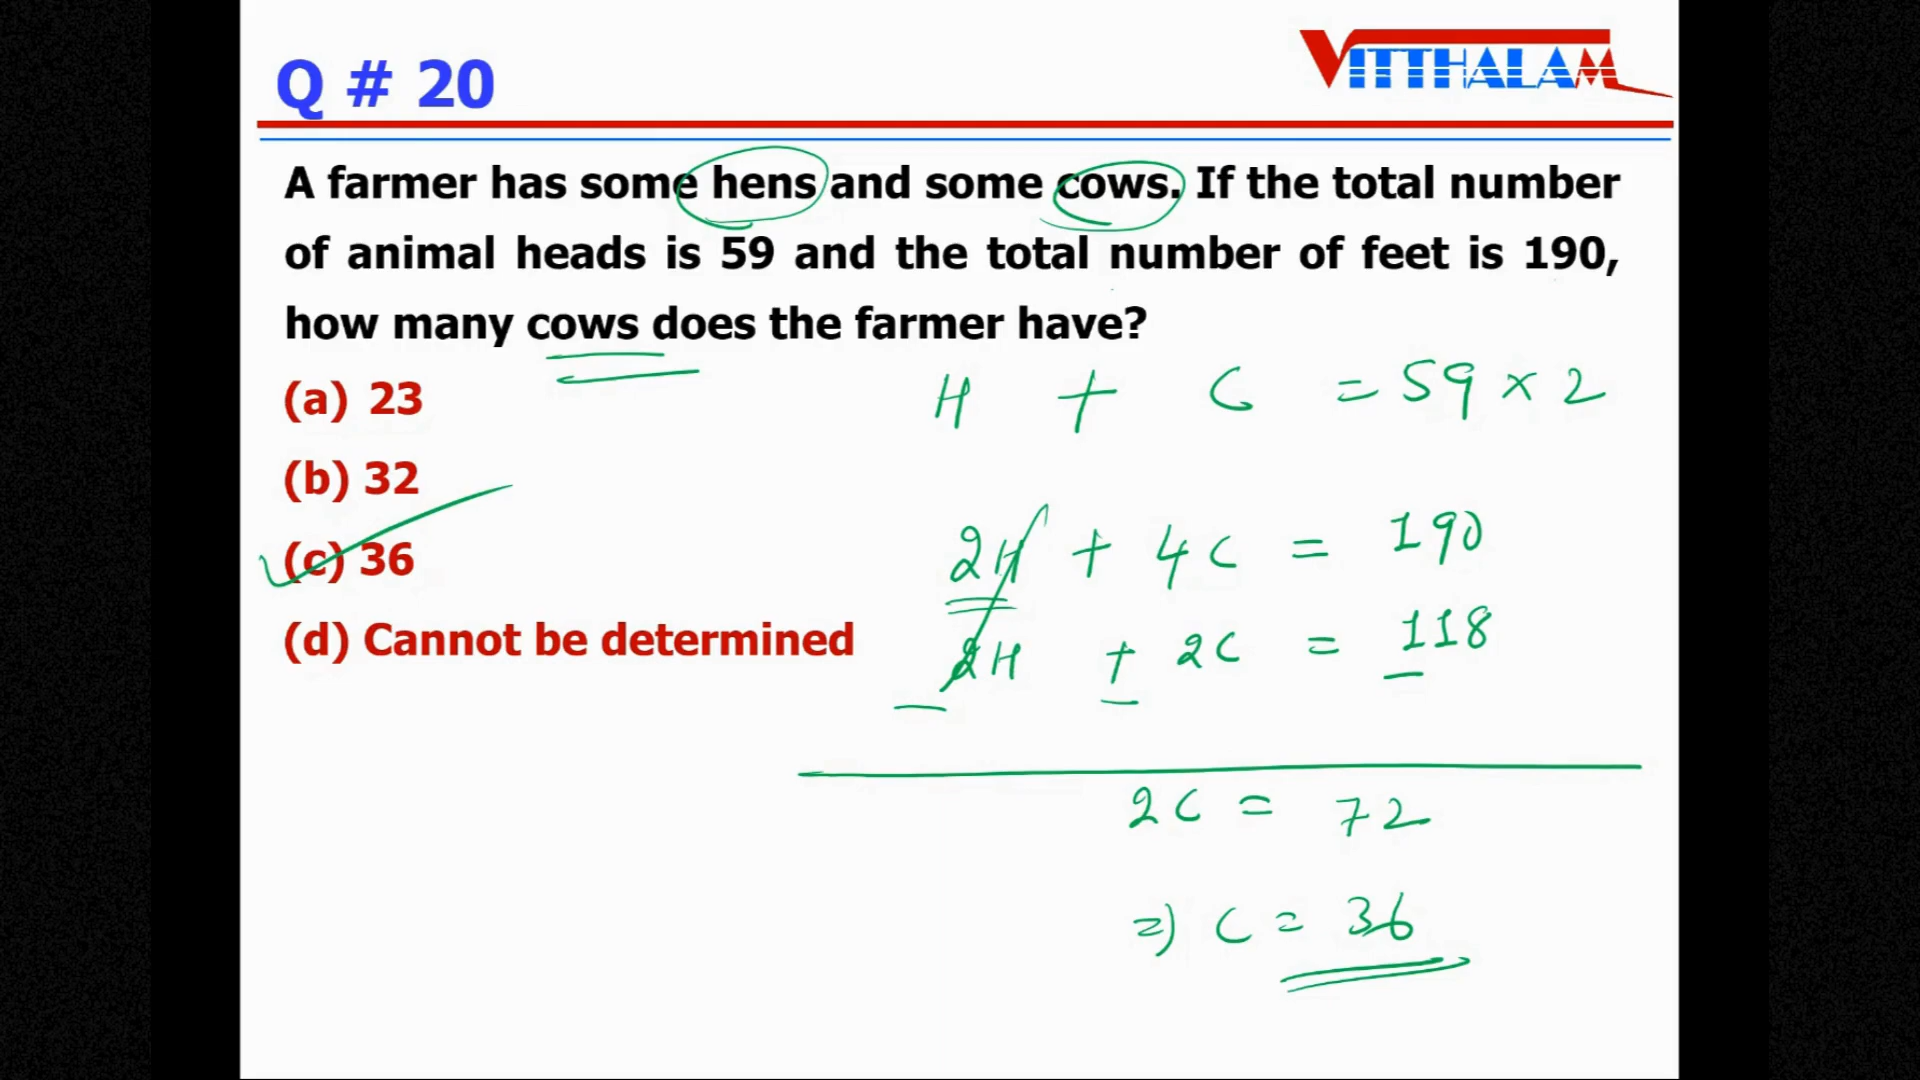 Q # 20
VITTHALAM
A farmer has some hens and some cows. If the total number
of animal heads is 59 and the total number of feet is 190,
how many cows does the farmer have?
(a) 23
(b) 32
(c) 36
(d) Cannot be determined
H + C = 59 × 2
2H + 4C = 190
2H + 2C = 118
2C = 72
=) C = 36